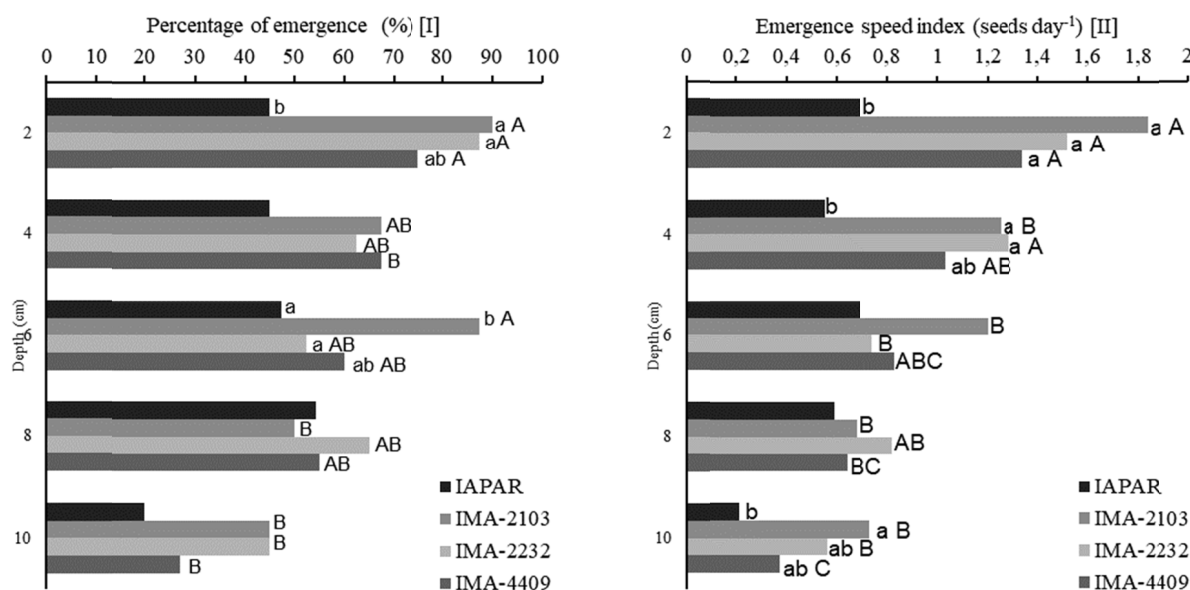 Percentage of emergence (%) [I]
0 10 20 30 40 50 60 70 80 90 100
Depth (cm)
2
b
a A
aA
ab A
4
AB
AB
B
6
a
b A
a AB
ab AB
8
B
AB
AB
10
B
B
B
IAPAR
IMA-2103
IMA-2232
IMA-4409
Emergence speed index (seeds day-1) [II]
0 0,2 0,4 0,6 0,8 1 1,2 1,4 1,6 1,8 2
Depth (cm)
2
b
a A
a A
a A
4
b
a B
a A
ab AB
6
B
B
ABC
8
B
AB
BC
10
b
a B
ab B
ab C
IAPAR
IMA-2103
IMA-2232
IMA-4409